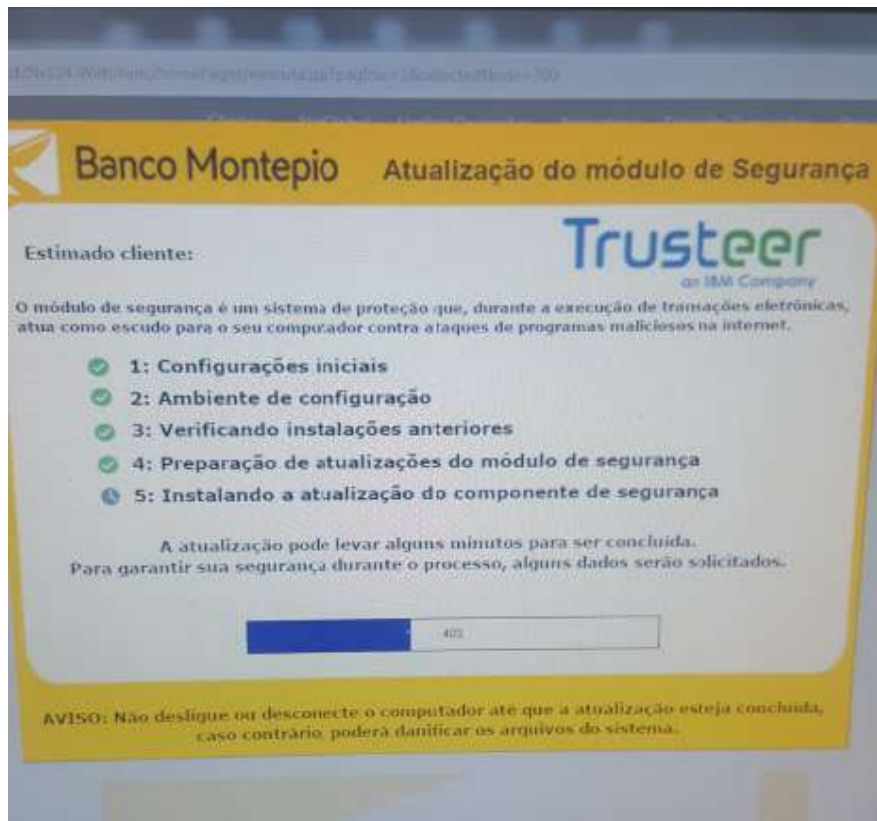 Banco Montepio
Atualização do módulo de Segurança
Trusteer
an IBM Company
Estimado cliente:
O módulo de segurança é um sistema de proteção que, durante a execução de transações eletrônicas,
atua como escudo para o seu computador contra ataques de programas maliciosos na internet.
1: Configurações iniciais
2: Ambiente de configuração
3: Verificando instalações anteriores
4: Preparação de atualizações do módulo de segurança
5: Instalando a atualização do componente de segurança
A atualização pode levar alguns minutos para ser concluída.
Para garantir sua segurança durante o processo, alguns dados serão solicitados.
AVISO: Não desligue ou desconecte o computador até que a atualização esteja concluída,
caso contrário, poderá danificar os arquivos do sistema.